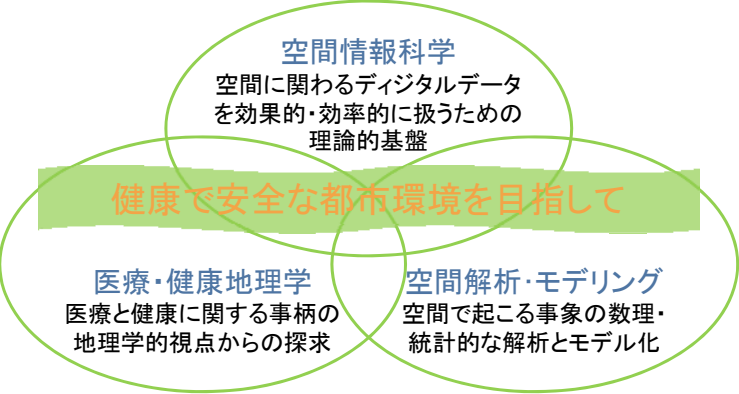 空間情報科学
空間に関わるディジタルデータ
を効果的・効率的に扱うための
理論的基盤
健康で安全な都市環境を目指して
医療・健康地理学
医療と健康に関する事柄の
地理学的視点からの探求
空間解析・モデリング
空間で起こる事象の数理・
統計的な解析とモデル化